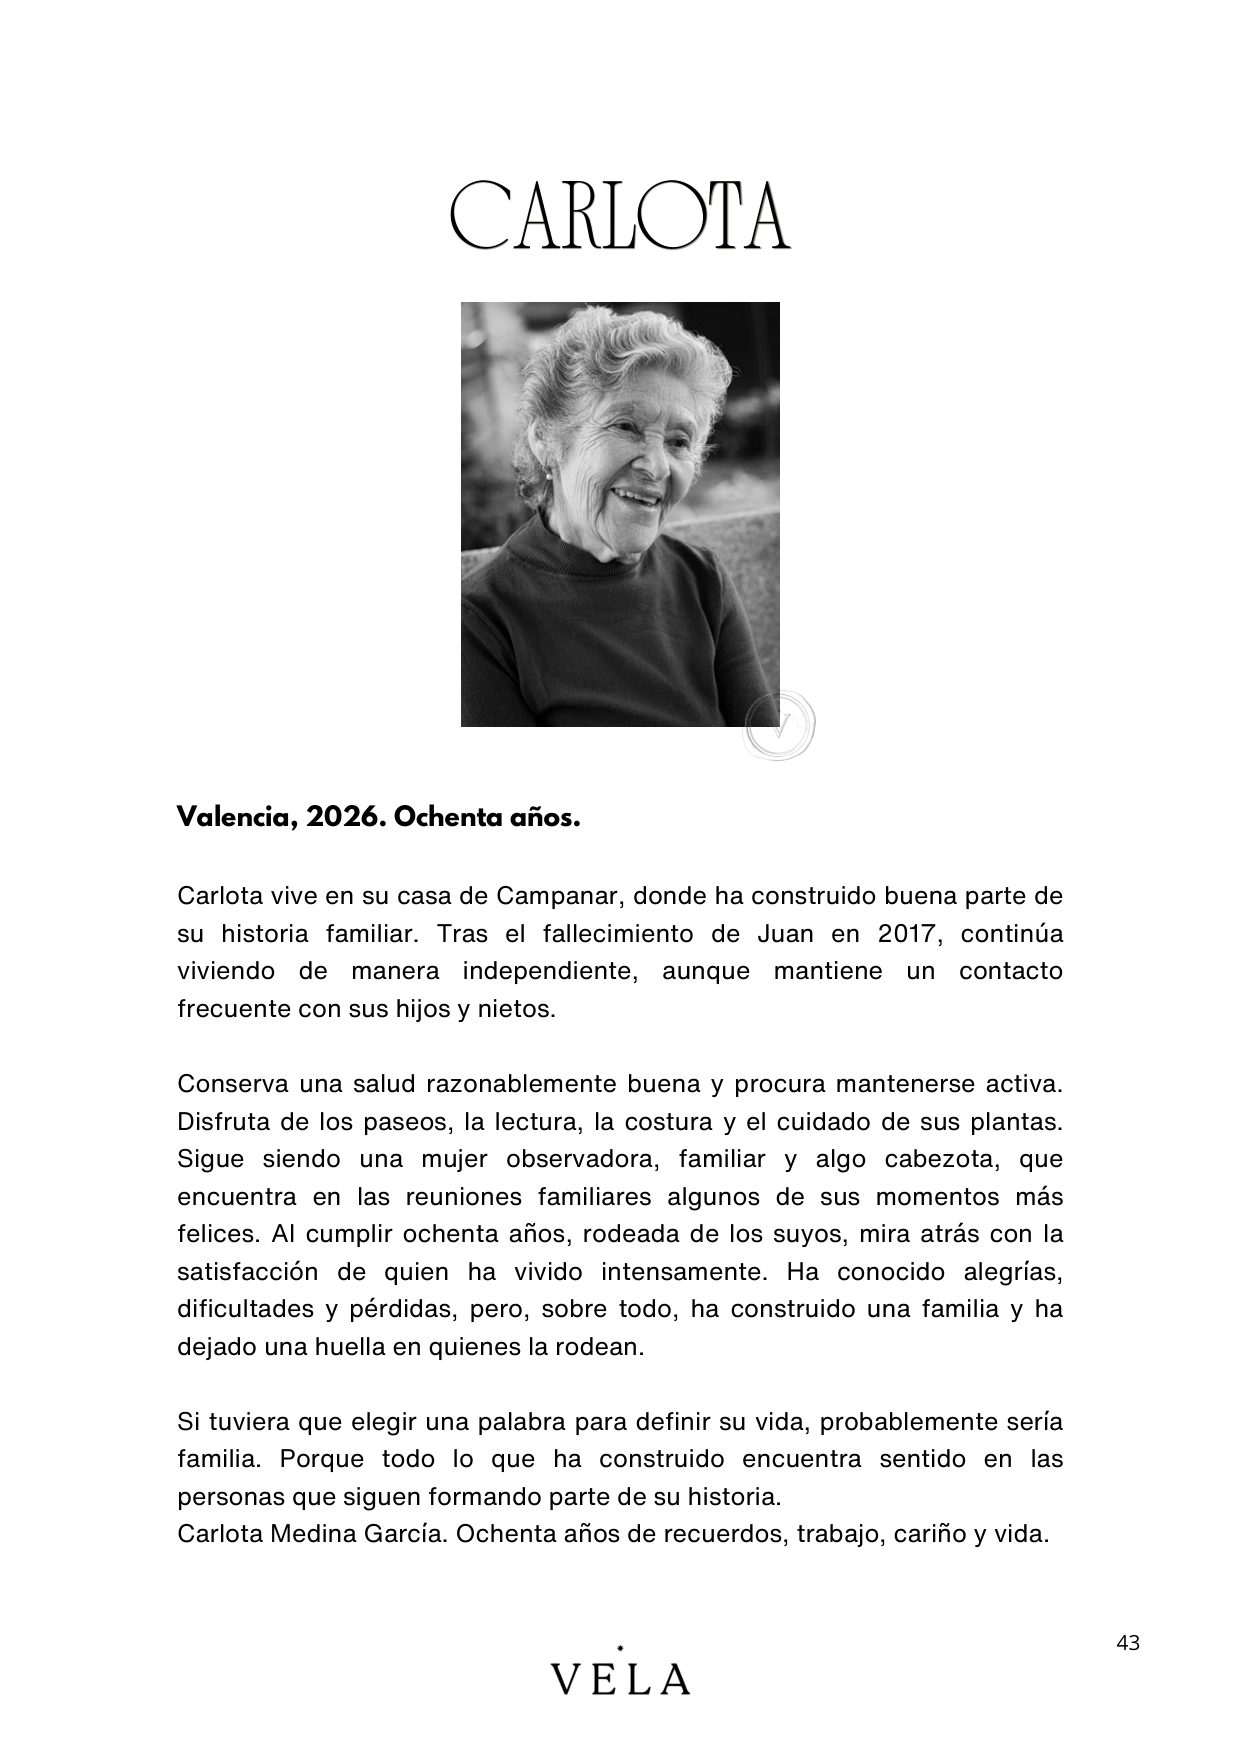 CARLOTA
V
Valencia, 2026. Ochenta años.
Carlota vive en su casa de Campanar, donde ha construido buena parte de
su historia familiar. Tras el fallecimiento de Juan en 2017, continúa
viviendo de manera independiente, aunque mantiene un contacto
frecuente con sus hijos y nietos.
Conserva una salud razonablemente buena y procura mantenerse activa.
Disfruta de los paseos, la lectura, la costura y el cuidado de sus plantas.
Sigue siendo una mujer observadora, familiar y algo cabezota, que
encuentra en las reuniones familiares algunos de sus momentos más
felices. Al cumplir ochenta años, rodeada de los suyos, mira atrás con la
satisfacción de quien ha vivido intensamente. Ha conocido alegrías,
dificultades y pérdidas, pero, sobre todo, ha construido una familia y ha
dejado una huella en quienes la rodean.
Si tuviera que elegir una palabra para definir su vida, probablemente sería
familia. Porque todo lo que ha construido encuentra sentido en las
personas que siguen formando parte de su historia.
Carlota Medina García. Ochenta años de recuerdos, trabajo, cariño y vida.
43
VELA